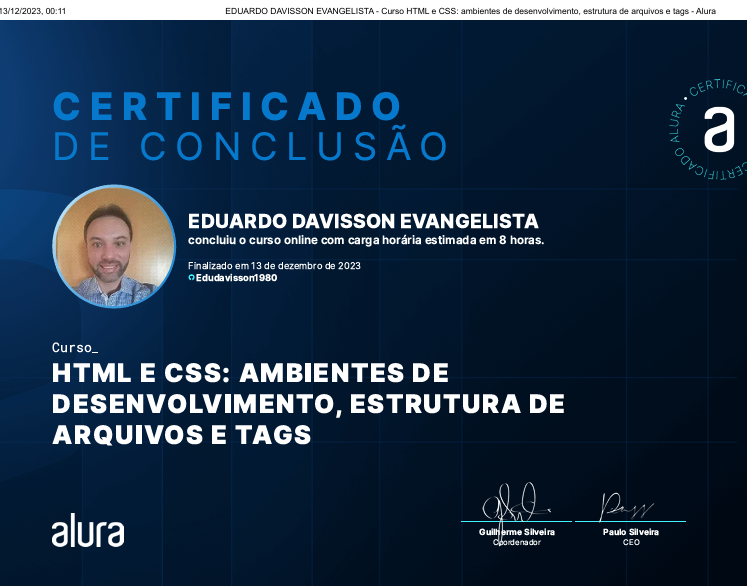 13/12/2023, 00:11
EDUARDO DAVISSON EVANGELISTA - Curso HTML e CSS: ambientes de desenvolvimento, estrutura de arquivos e tags - Alura
CERTIFICADO
DE CONCLUSÃO
CERTIFICADO ALURA • CERTIFIC
a
EDUARDO DAVISSON EVANGELISTA
concluiu o curso online com carga horária estimada em 8 horas.
Finalizado em 13 de dezembro de 2023
Edudavisson1980
Curso_
HTML E CSS: AMBIENTES DE
DESENVOLVIMENTO, ESTRUTURA DE
ARQUIVOS E TAGS
alura
Guilherme Silveira
Coordenador
Paulo Silveira
CEO